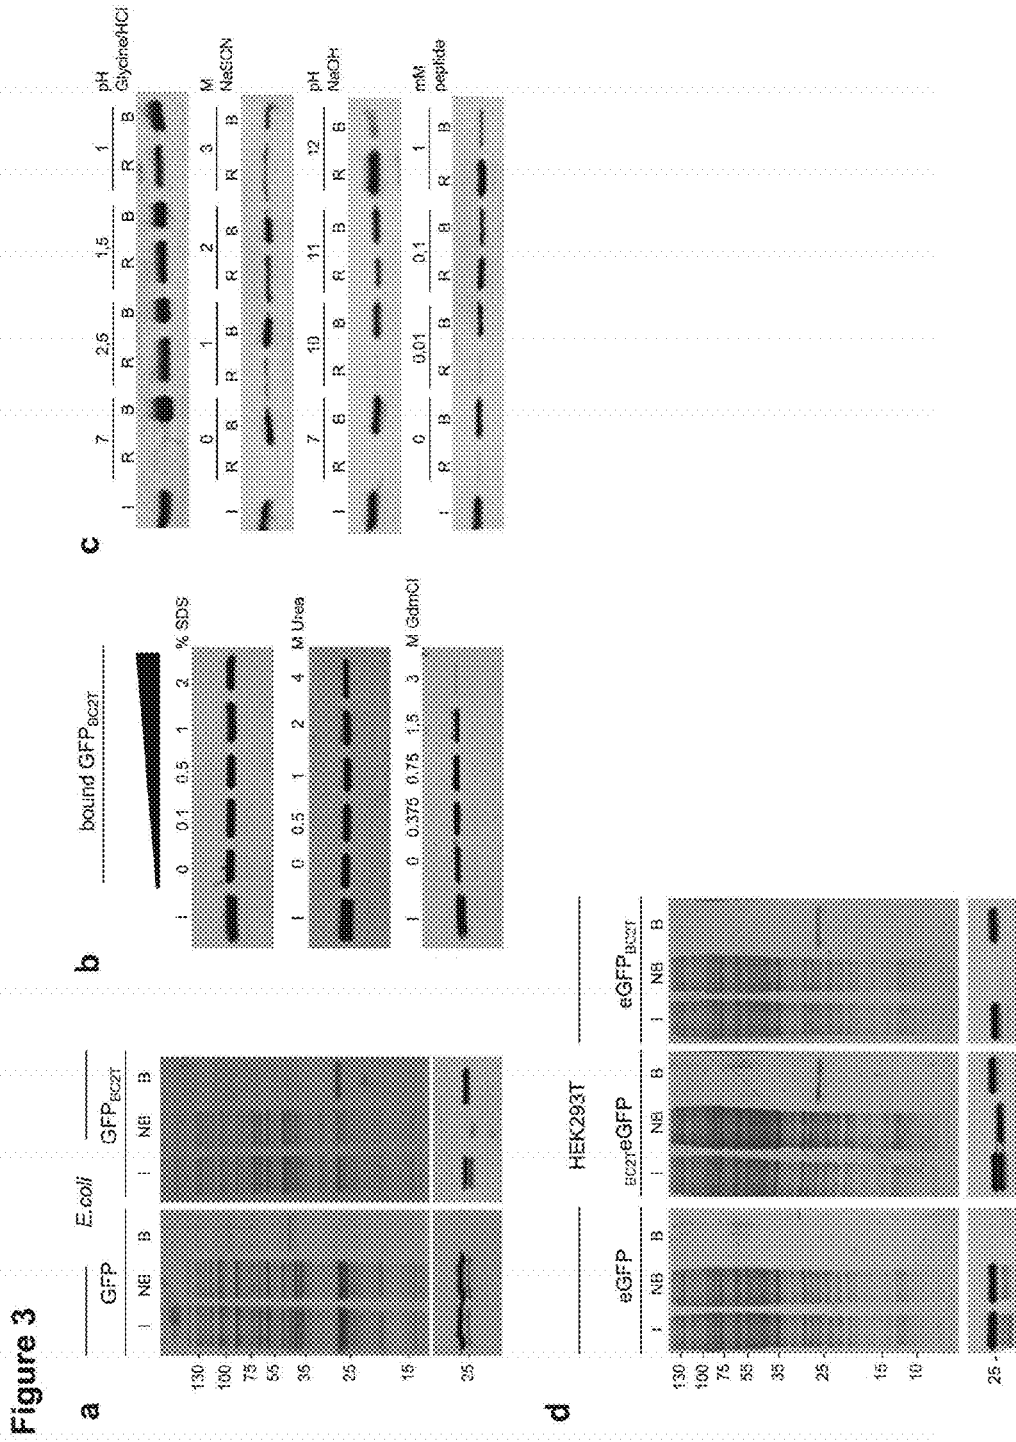 Figure 3
a
E.coli
GFP GFPBC2T
I NB B I NB B
130
100
75
55
35
25
15
25
b
bound GFPBC2T
I 0 0.1 0.5 1 2 % SDS
I 0 0.5 1 2 4 M Urea
I 0 0.375 0.75 1.5 3 M GdmCl
c
7 2,5 1,5 1 pH
I R B R B R B R B Glycine/HCl
0 1 2 3 M
I R B R B R B R B NaSCN
7 10 11 12 pH
I R B R B R B R B NaOH
0 0.01 0.1 1 mM
I R B R B R B R B peptide
d
HEK293T
eGFP BC2TeGFP eGFPBC2T
I NB B I NB B I NB B
130
100
75
55
35
25
15
10
25